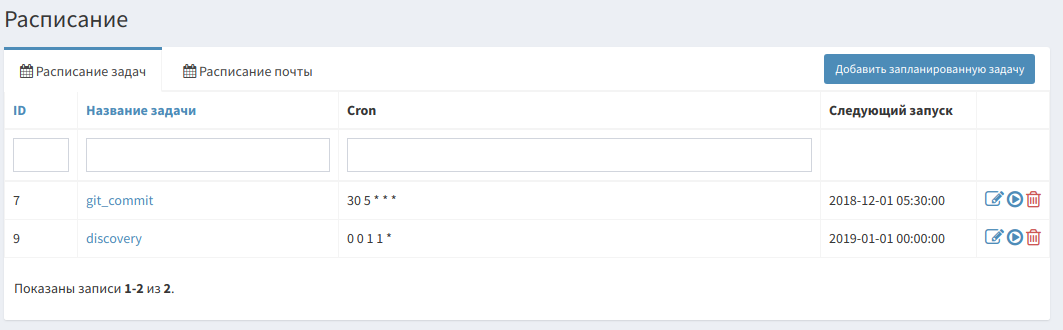 Расписание
Расписание задач Расписание почты Добавить запланированную задачу
ID Название задачи Cron Следующий запуск
7 git_commit 30 5 * * * 2018-12-01 05:30:00
9 discovery 0 0 1 1 * 2019-01-01 00:00:00
Показаны записи 1-2 из 2.